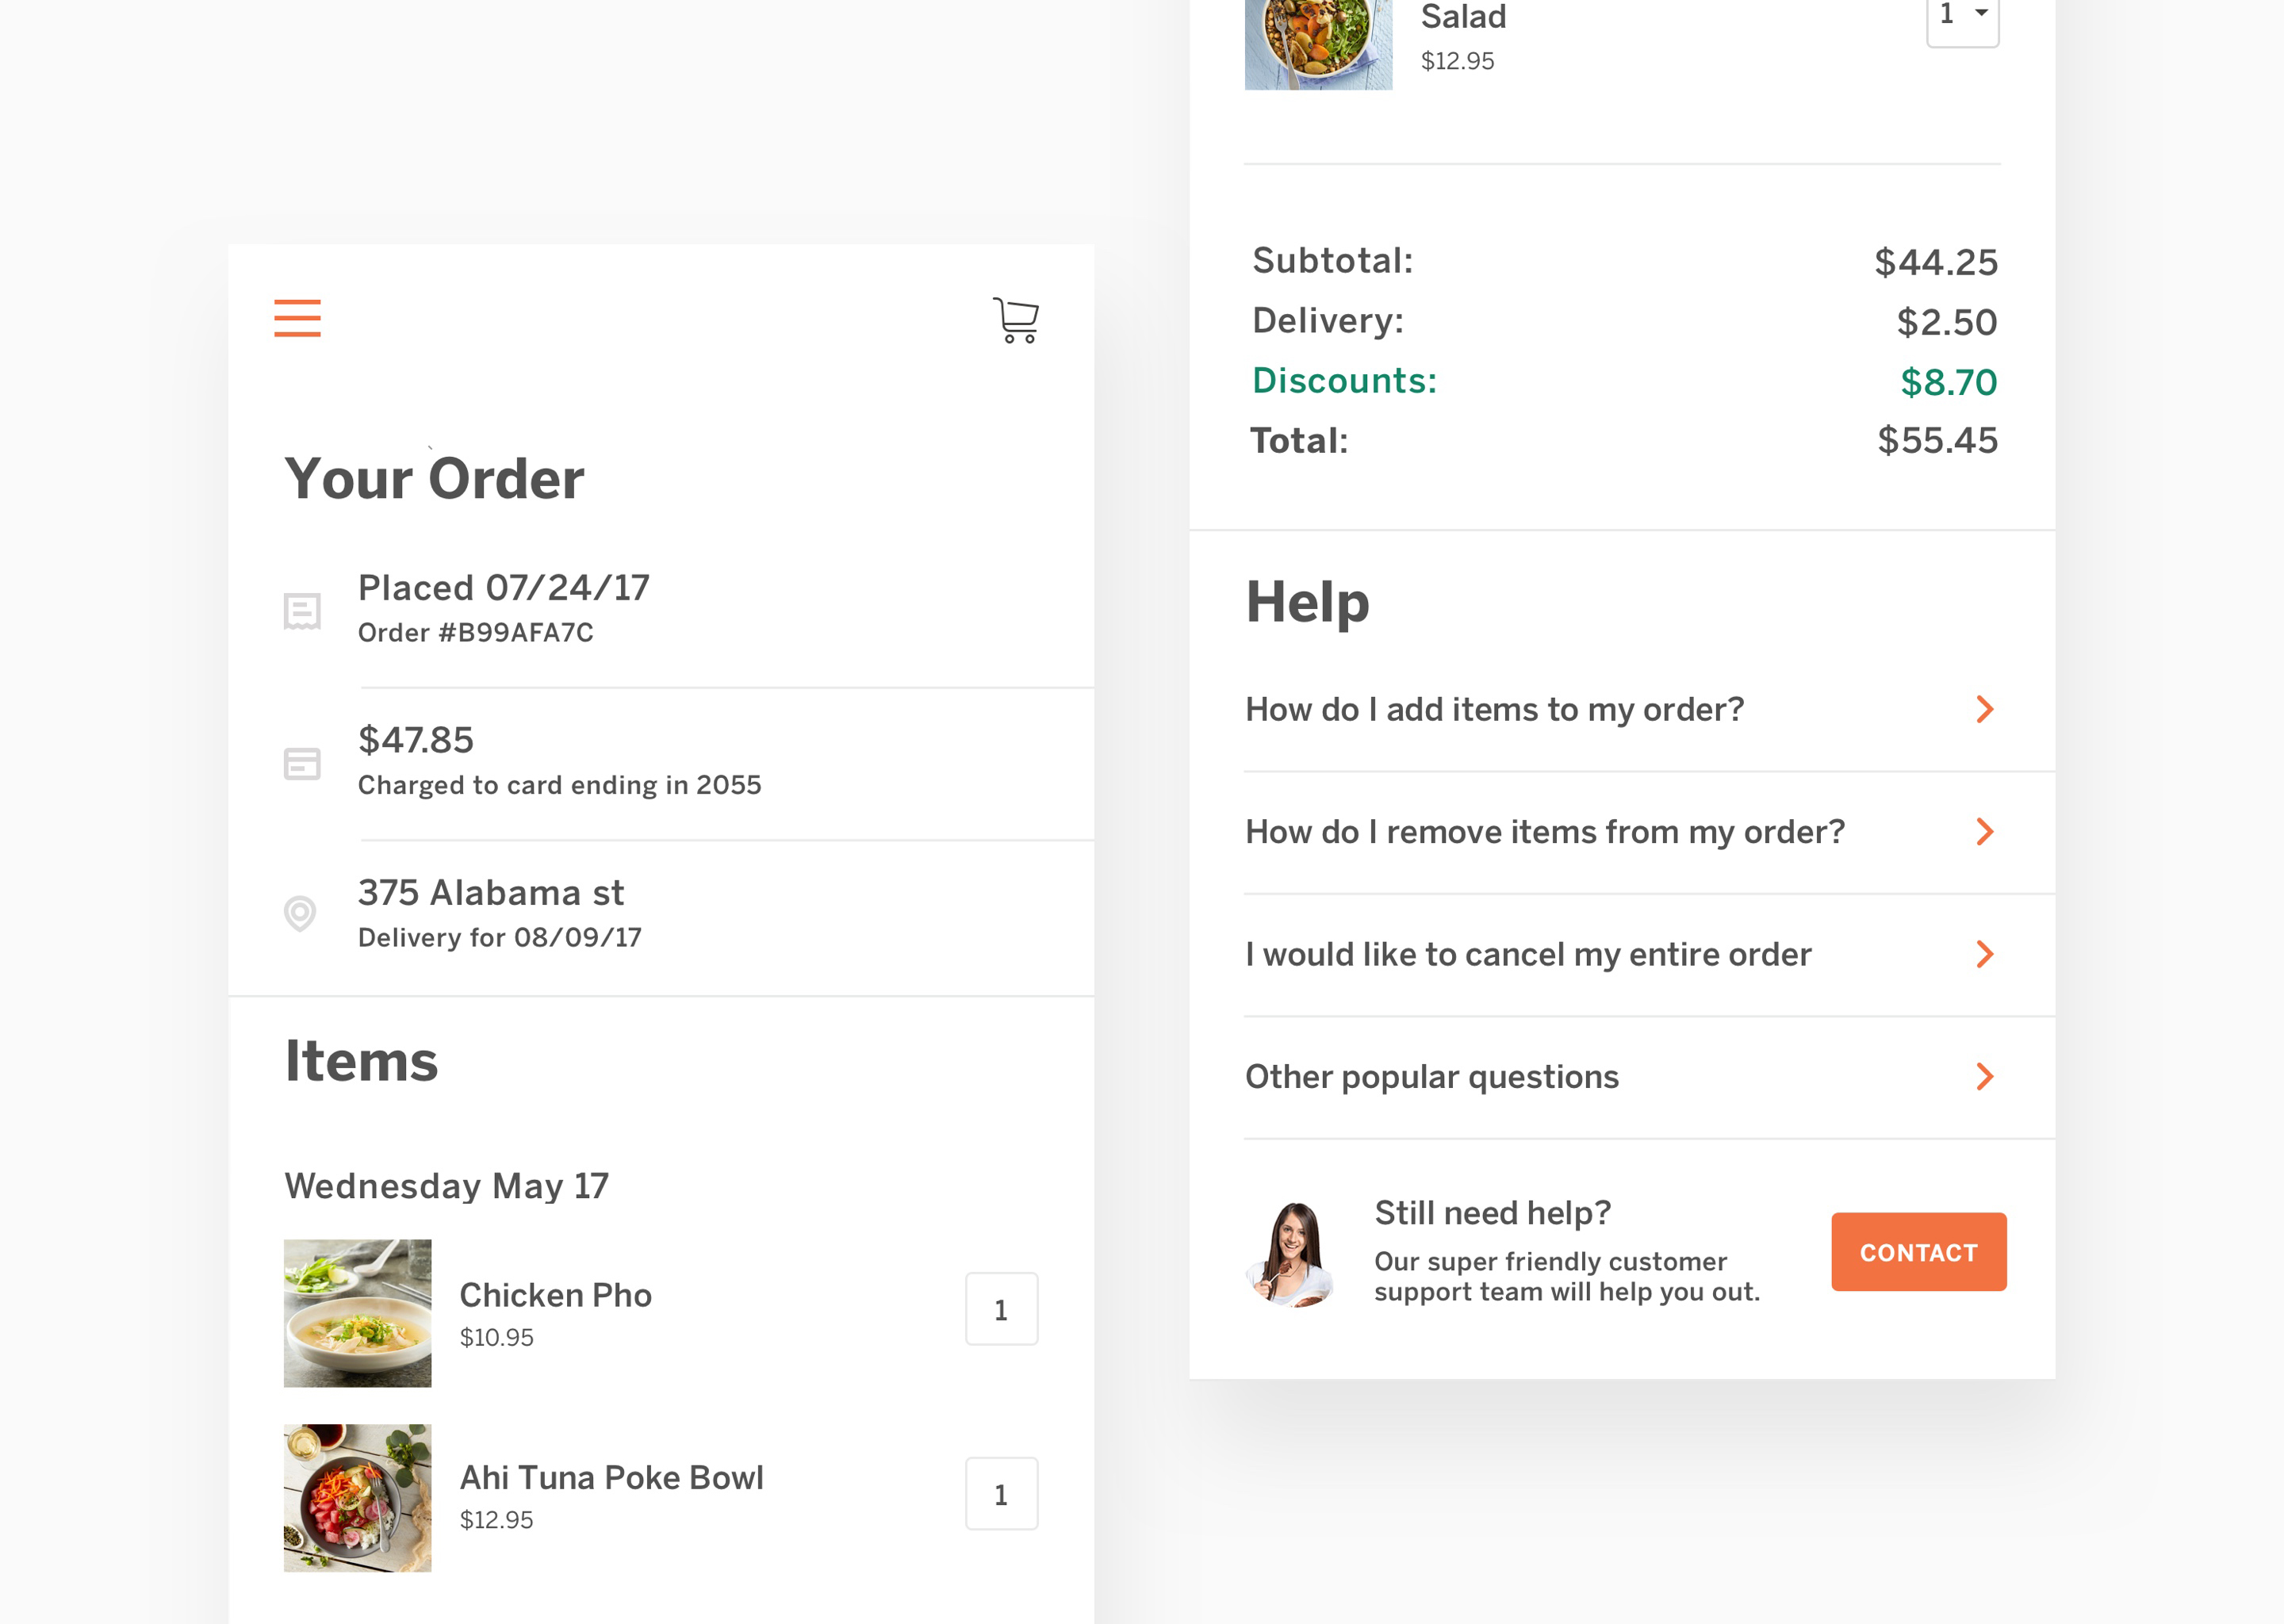 Your Order
Placed 07/24/17
Order #B99AFA7C
$47.85
Charged to card ending in 2055
375 Alabama st
Delivery for 08/09/17
Items
Wednesday May 17
Chicken Pho
$10.95
1
Ahi Tuna Poke Bowl
$12.95
1
Salad
$12.95
1
Subtotal: $44.25
Delivery: $2.50
Discounts: $8.70
Total: $55.45
Help
How do I add items to my order?
How do I remove items from my order?
I would like to cancel my entire order
Other popular questions
Still need help?
Our super friendly customer
support team will help you out.
CONTACT